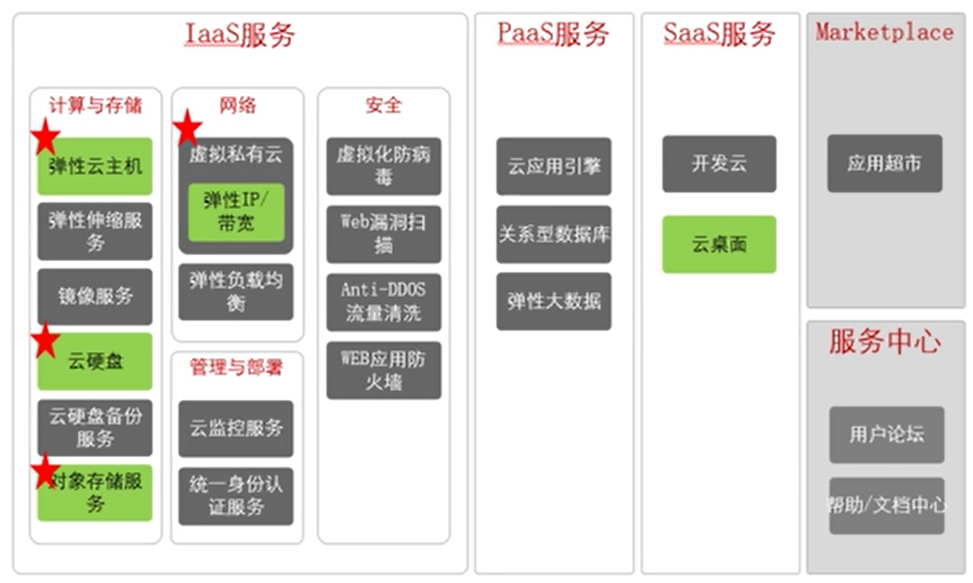 IaaS服务
计算与存储
弹性云主机
弹性伸缩服
务
镜像服务
云硬盘
云硬盘备份
服务
对象存储服
务
网络
虚拟私有云
弹性IP/
带宽
弹性负载均
衡
管理与部署
云监控服务
统一身份认
证服务
安全
虚拟化防病
毒
Web漏洞扫
描
Anti-DDOS
流量清洗
WEB应用防
火墙
PaaS服务
云应用引擎
关系型数据库
弹性大数据
SaaS服务
开发云
云桌面
Marketplace
应用超市
服务中心
用户论坛
帮助/文档中心